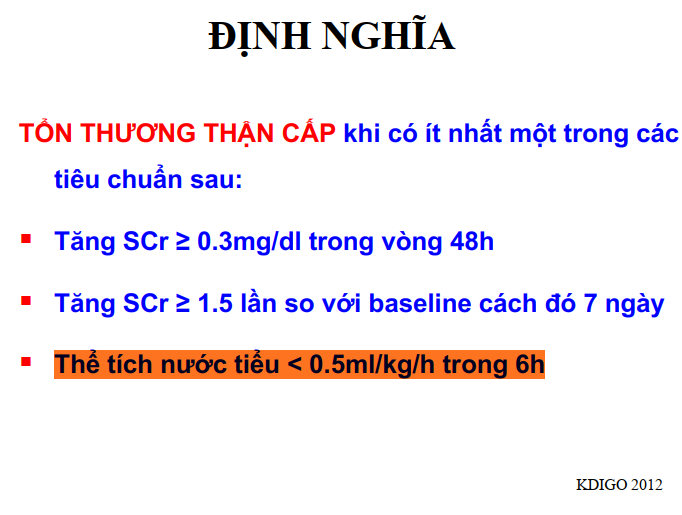 ĐỊNH NGHĨA
TỔN THƯƠNG THẬN CẤP khi có ít nhất một trong các
tiêu chuẩn sau:
▪ Tăng SCr ≥ 0.3mg/dl trong vòng 48h
▪ Tăng SCr ≥ 1.5 lần so với baseline cách đó 7 ngày
▪ Thể tích nước tiểu < 0.5ml/kg/h trong 6h
KDIGO 2012